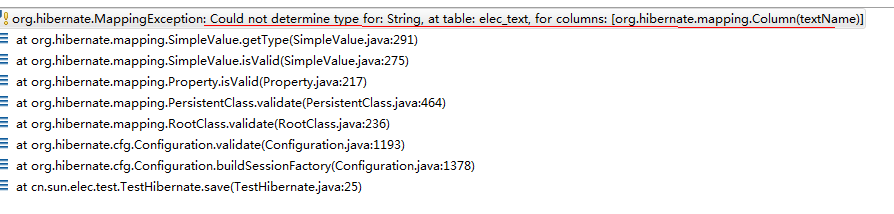 org.hibernate.MappingException: Could not determine type for: String, at table: elec_text, for columns: [org.hibernate.mapping.Column(textName)]
at org.hibernate.mapping.SimpleValue.getType(SimpleValue.java:291)
at org.hibernate.mapping.SimpleValue.isValid(SimpleValue.java:275)
at org.hibernate.mapping.Property.isValid(Property.java:217)
at org.hibernate.mapping.PersistentClass.validate(PersistentClass.java:464)
at org.hibernate.mapping.RootClass.validate(RootClass.java:236)
at org.hibernate.cfg.Configuration.validate(Configuration.java:1193)
at org.hibernate.cfg.Configuration.buildSessionFactory(Configuration.java:1378)
at cn.sun.elec.test.TestHibernate.save(TestHibernate.java:25)